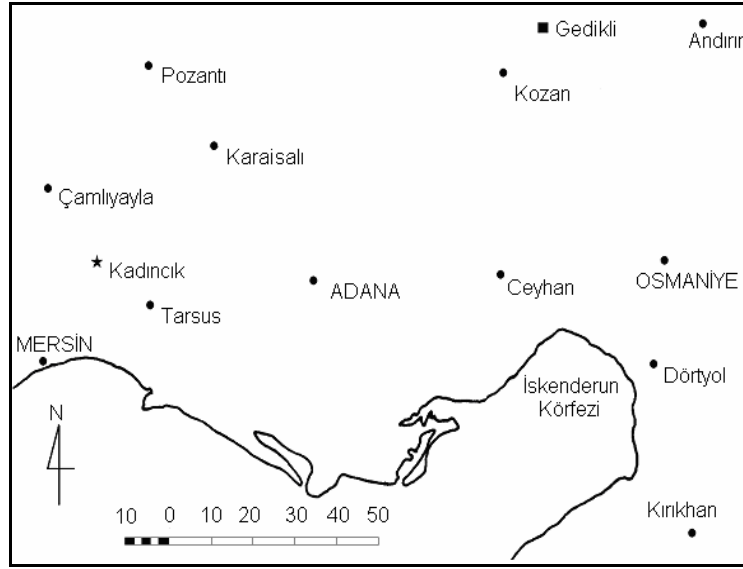 Gedikli
Andırın
Pozantı
Kozan
Karaisalı
Çamlıyayla
Kadıncık
ADANA
Ceyhan
OSMANİYE
Tarsus
MERSİN
Dörtyol
İskenderun
Körfezi
N
Kırıkhan
10 0 10 20 30 40 50